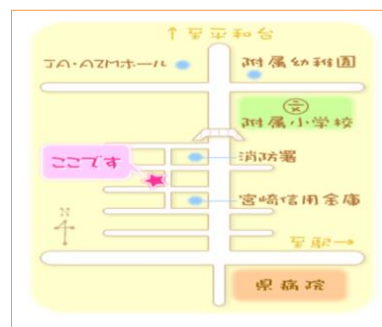 ↑至平和台
JA・AZMホール
附属幼稚園
文
附属小学校
消防署
ここです
宮崎信用金庫
N
至駅→
県病院